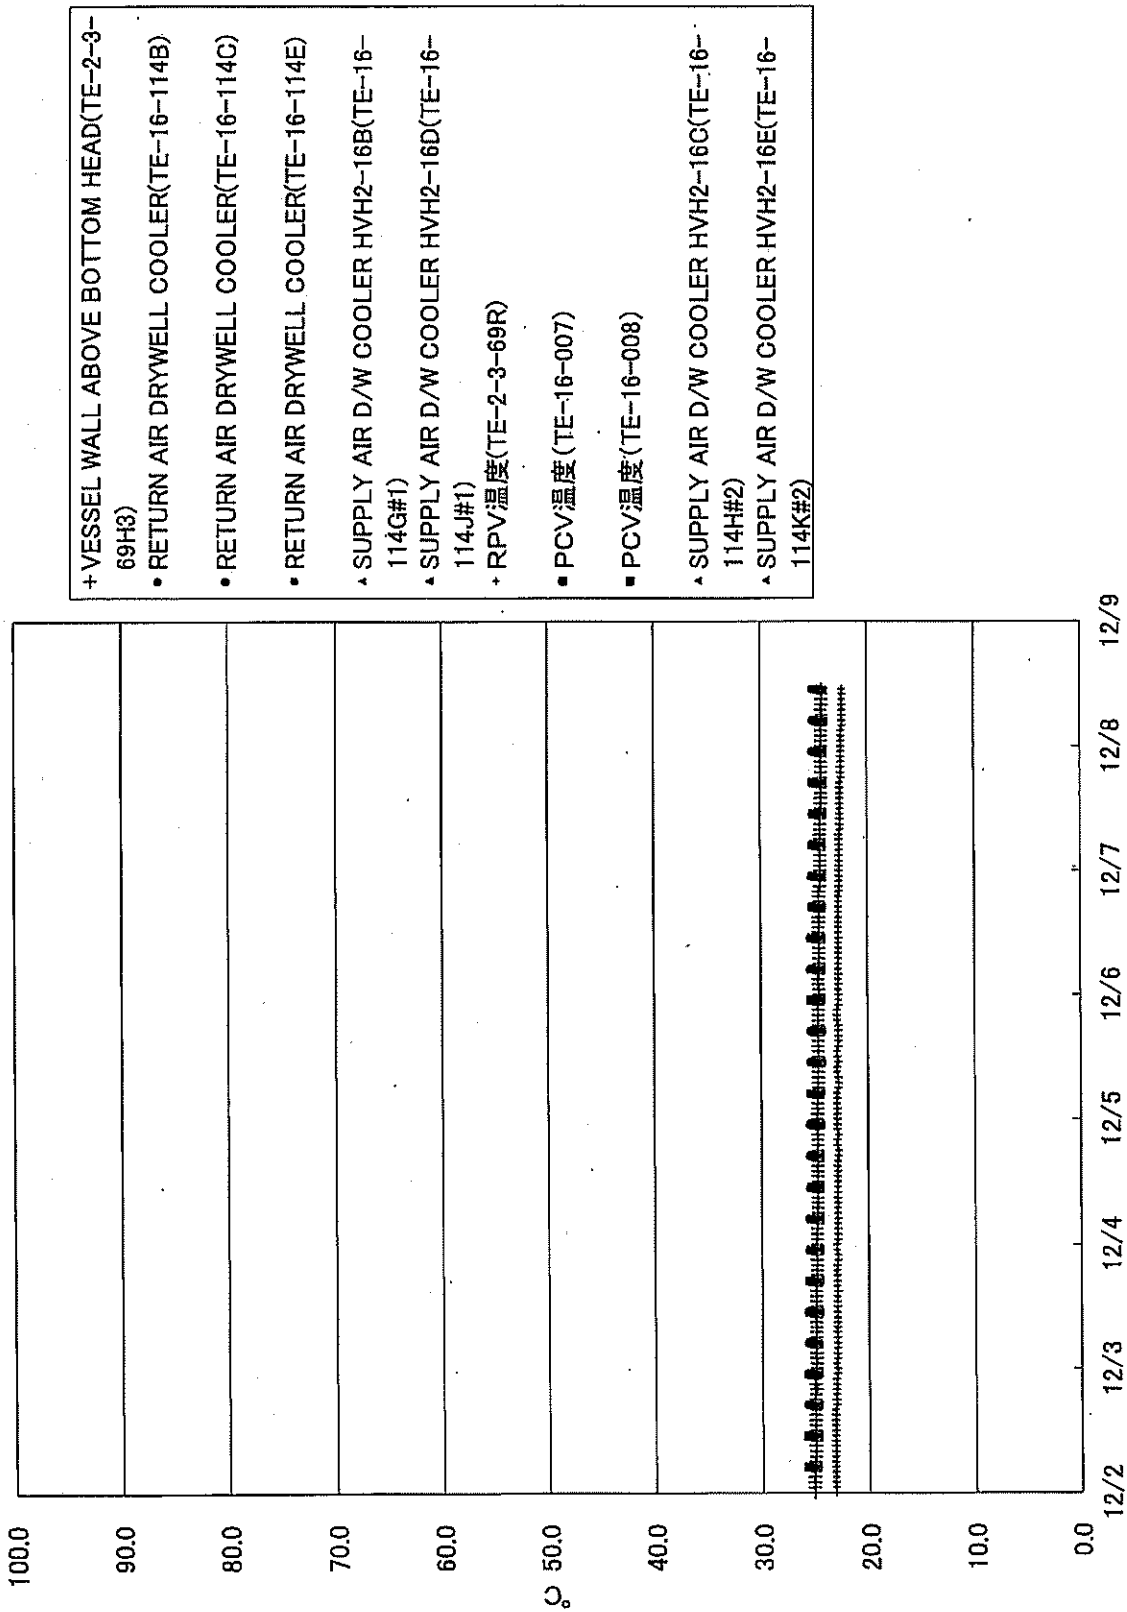 + VESSEL WALL ABOVE BOTTOM HEAD(TE-2-3-
69H3)
• RETURN AIR DRYWELL COOLER(TE-16-114B)
• RETURN AIR DRYWELL COOLER(TE-16-114C)
• RETURN AIR DRYWELL COOLER(TE-16-114E)
▲ SUPPLY AIR D/W COOLER HVH2-16B(TE-16-
114G#1)
▲ SUPPLY AIR D/W COOLER HVH2-16D(TE-16-
114J#1)
+ RPV温度(TE-2-3-69R)
■ PCV温度(TE-16-007)
■ PCV温度(TE-16-008)
▲ SUPPLY AIR D/W COOLER HVH2-16C(TE-16-
114H#2)
▲ SUPPLY AIR D/W COOLER HVH2-16E(TE-16-
114K#2)
100.0
90.0
80.0
70.0
60.0
50.0
40.0
30.0
20.0
10.0
0.0
℃
12/2
12/3
12/4
12/5
12/6
12/7
12/8
12/9